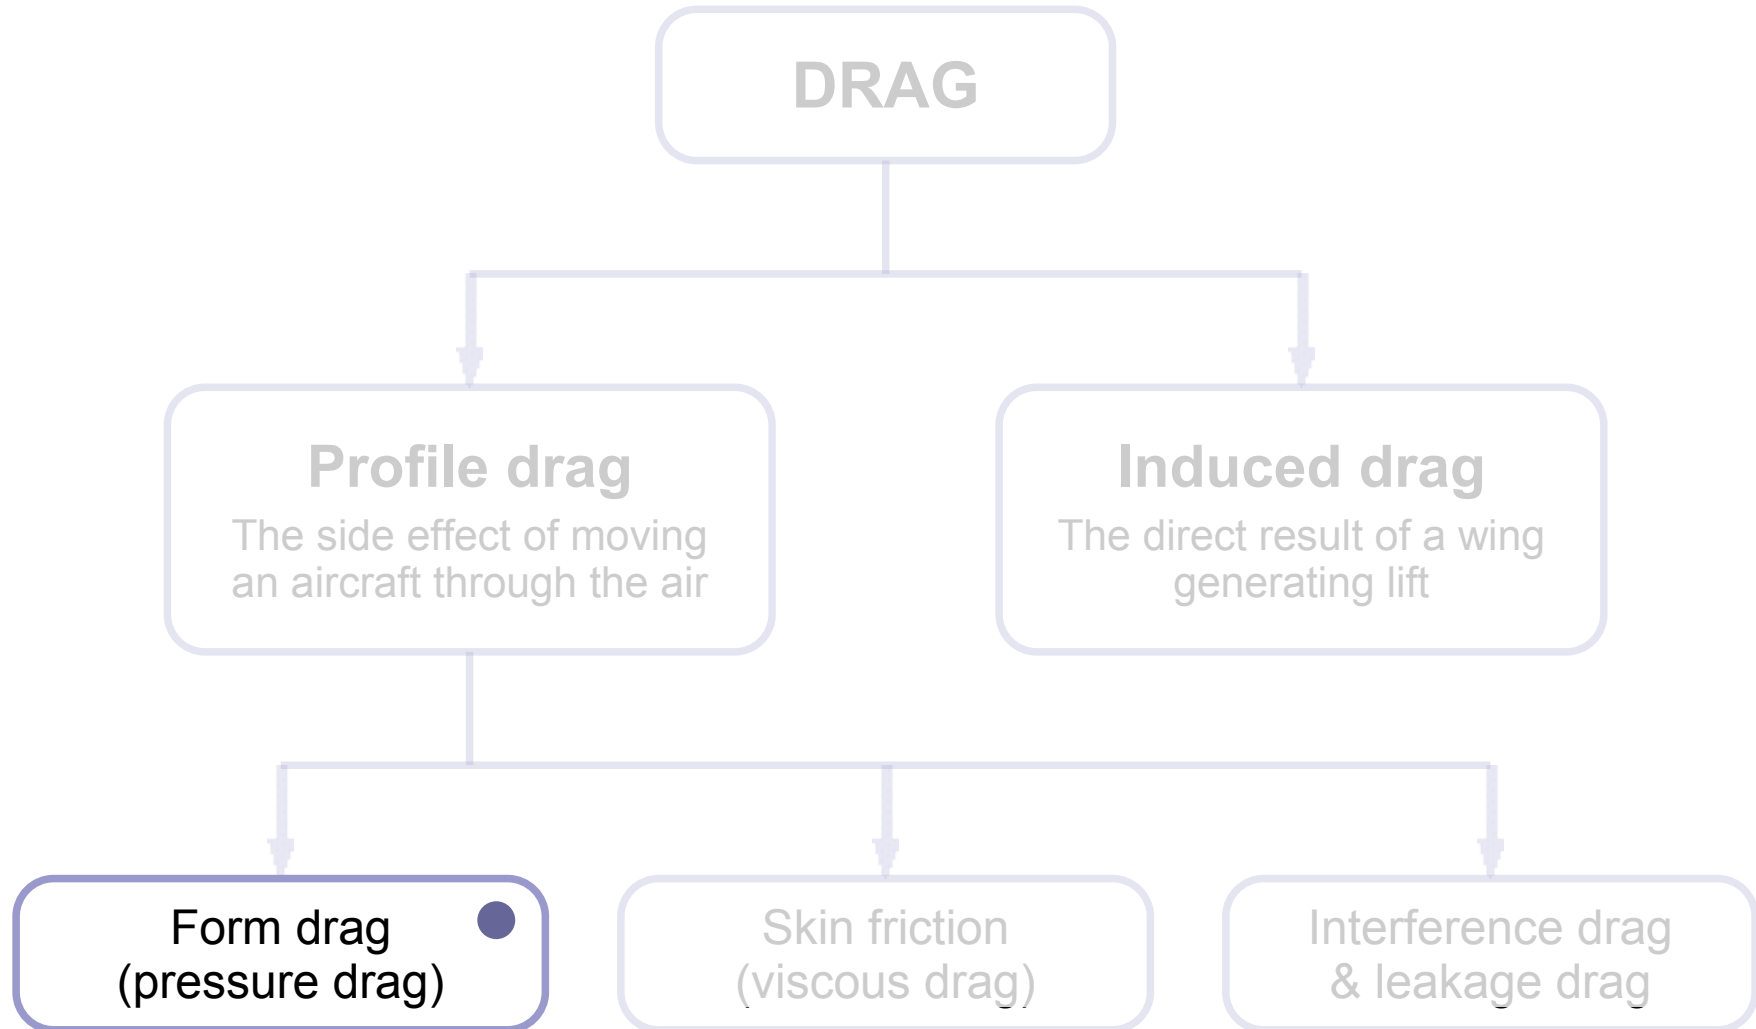 DRAG
Profile drag
The side effect of moving
an aircraft through the air
Induced drag
The direct result of a wing
generating lift
Form drag
(pressure drag)
Skin friction
(viscous drag)
Interference drag
& leakage drag